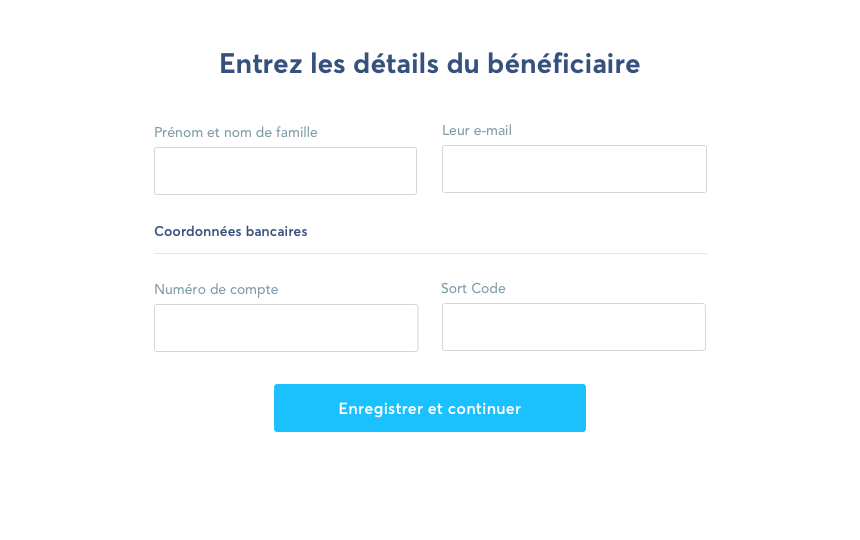 Entrez les détails du bénéficiaire
Prénom et nom de famille
Leur e-mail
Coordonnées bancaires
Numéro de compte
Sort Code
Enregistrer et continuer